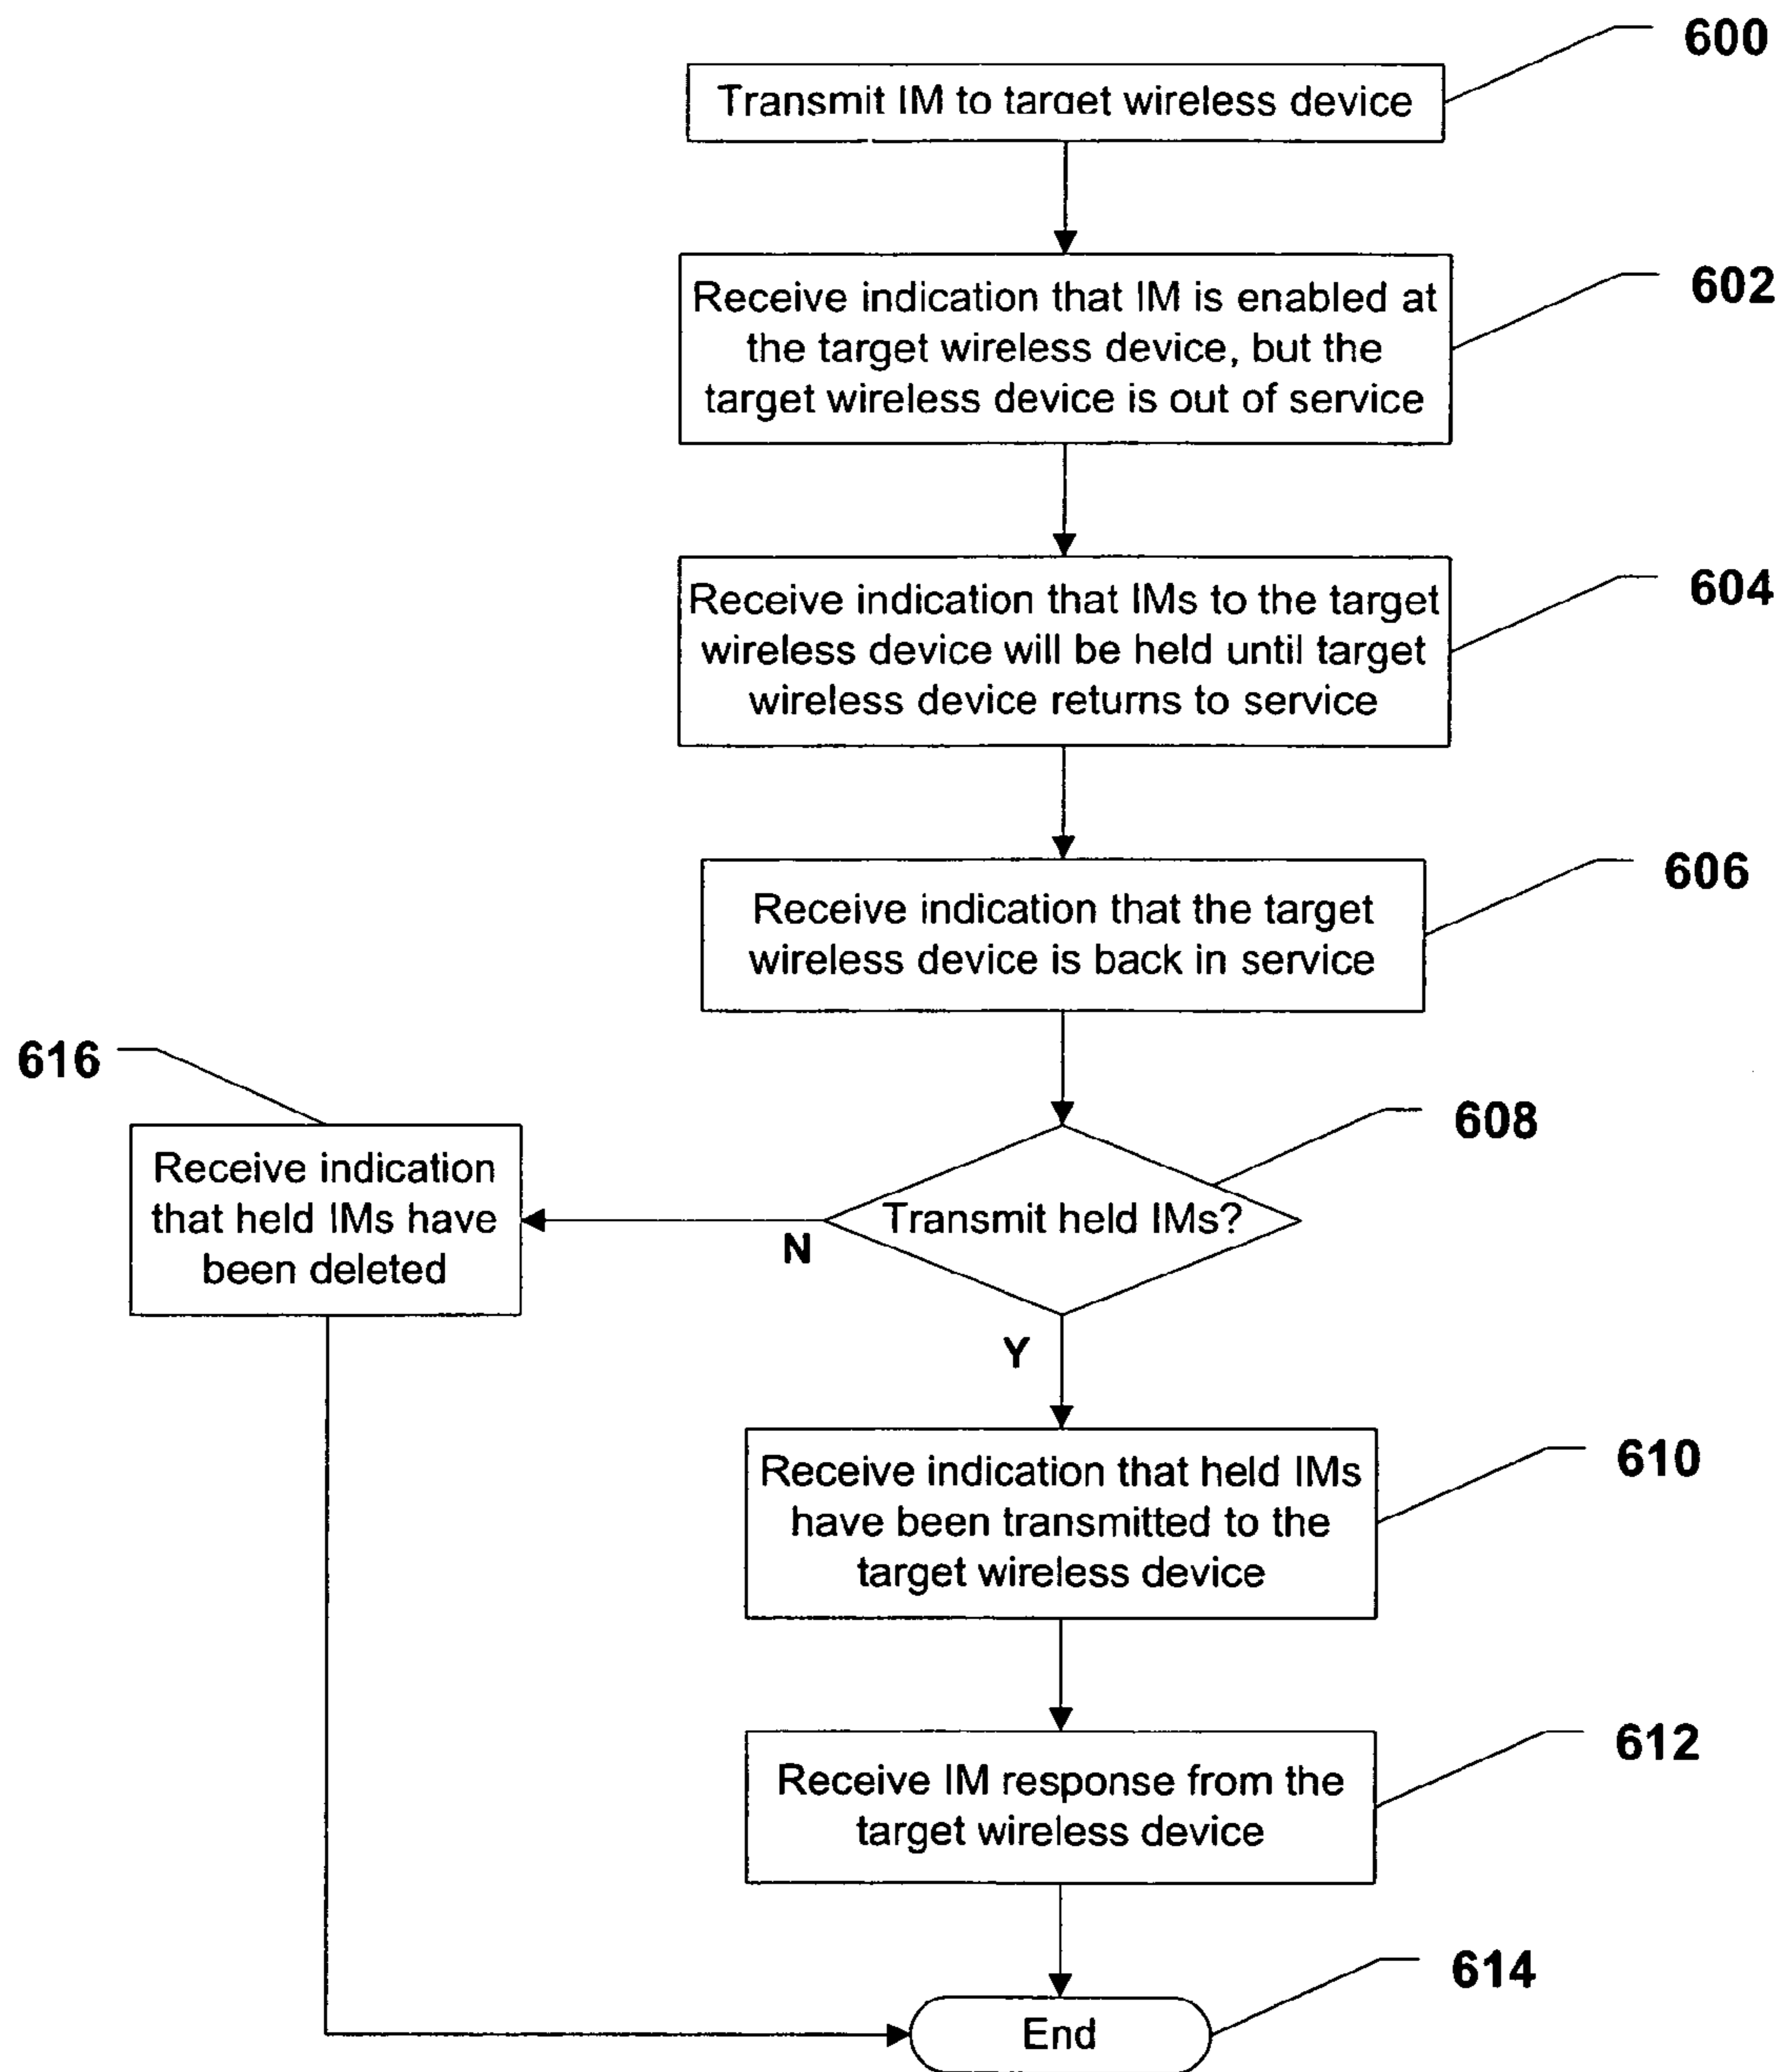 600
Transmit IM to target wireless device
602
Receive indication that IM is enabled at
the target wireless device, but the
target wireless device is out of service
604
Receive indication that IMs to the target
wireless device will be held until target
wireless device returns to service
606
Receive indication that the target
wireless device is back in service
616
Receive indication
that held IMs have
been deleted
608
Transmit held IMs?
N
Y
610
Receive indication that held IMs
have been transmitted to the
target wireless device
612
Receive IM response from the
target wireless device
614
End